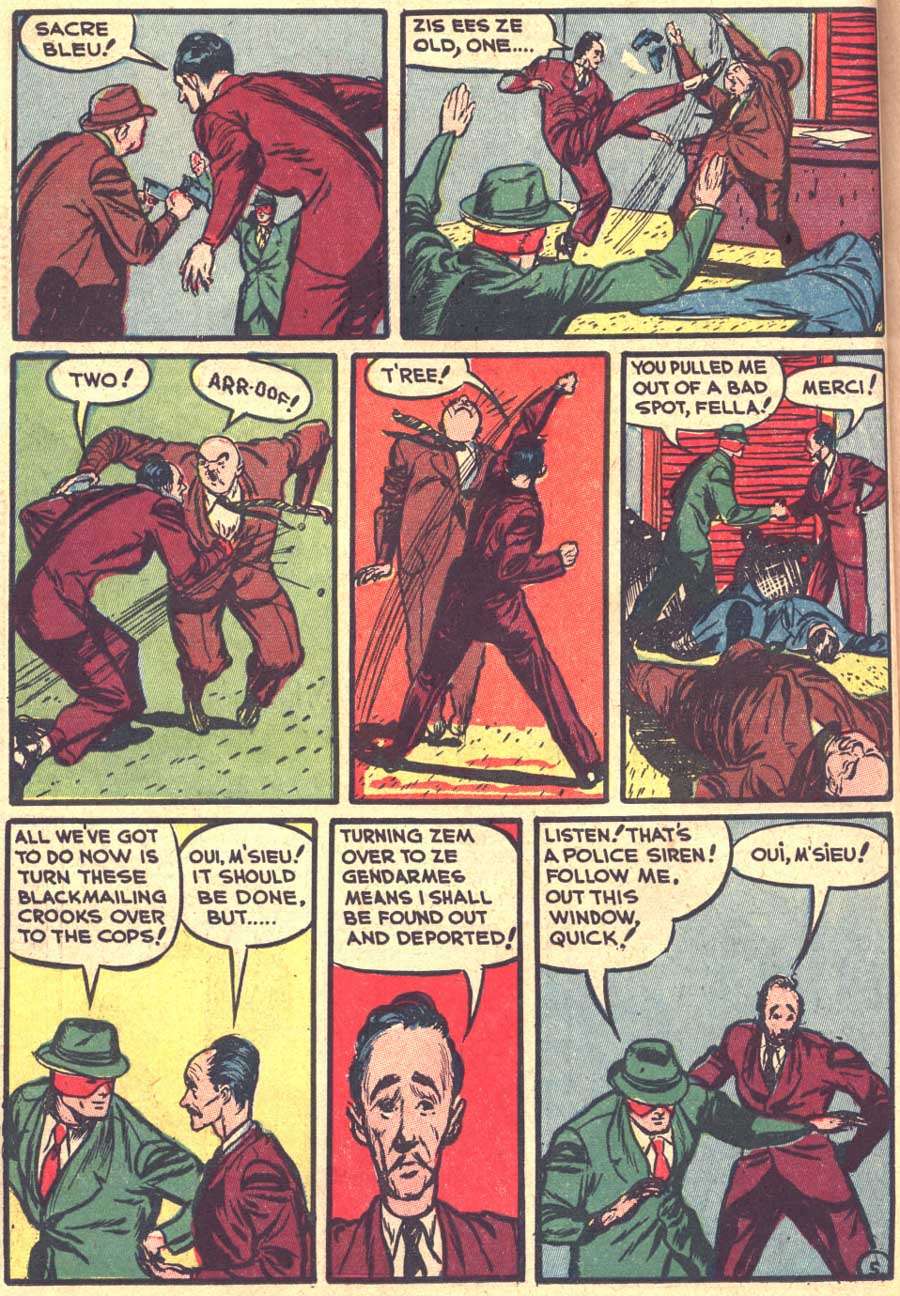 SACRE
BLEU!
ZIS EES ZE
OLD, ONE....
TWO!
ARR-OOF!
T'REE!
YOU PULLED ME
OUT OF A BAD
SPOT, FELLA!
MERCI!
ALL WE'VE GOT
TO DO NOW IS
TURN THESE
BLACKMAILING
CROOKS OVER
TO THE COPS!
OUI, M'SIEU!
IT SHOULD
BE DONE,
BUT.....
TURNING ZEM
OVER TO ZE
GENDARMES
MEANS I SHALL
BE FOUND OUT
AND DEPORTED!
LISTEN! THAT'S
A POLICE SIREN!
FOLLOW ME,
OUT THIS
WINDOW,
QUICK!
OUI, M'SIEU!
5